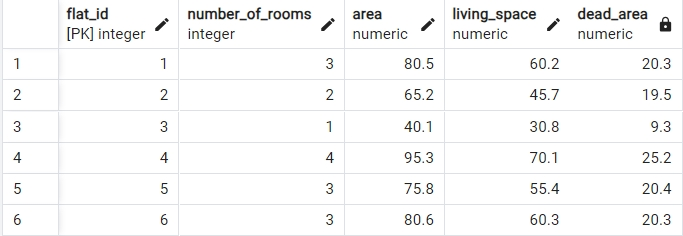 flat_id number_of_rooms area living_space dead_area
[PK] integer integer numeric numeric numeric
1 1 3 80.5 60.2 20.3
2 2 2 65.2 45.7 19.5
3 3 1 40.1 30.8 9.3
4 4 4 95.3 70.1 25.2
5 5 3 75.8 55.4 20.4
6 6 3 80.6 60.3 20.3